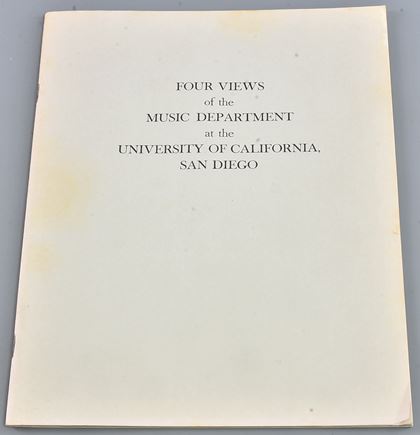 FOUR VIEWS
of the
MUSIC DEPARTMENT
at the
UNIVERSITY OF CALIFORNIA,
SAN DIEGO